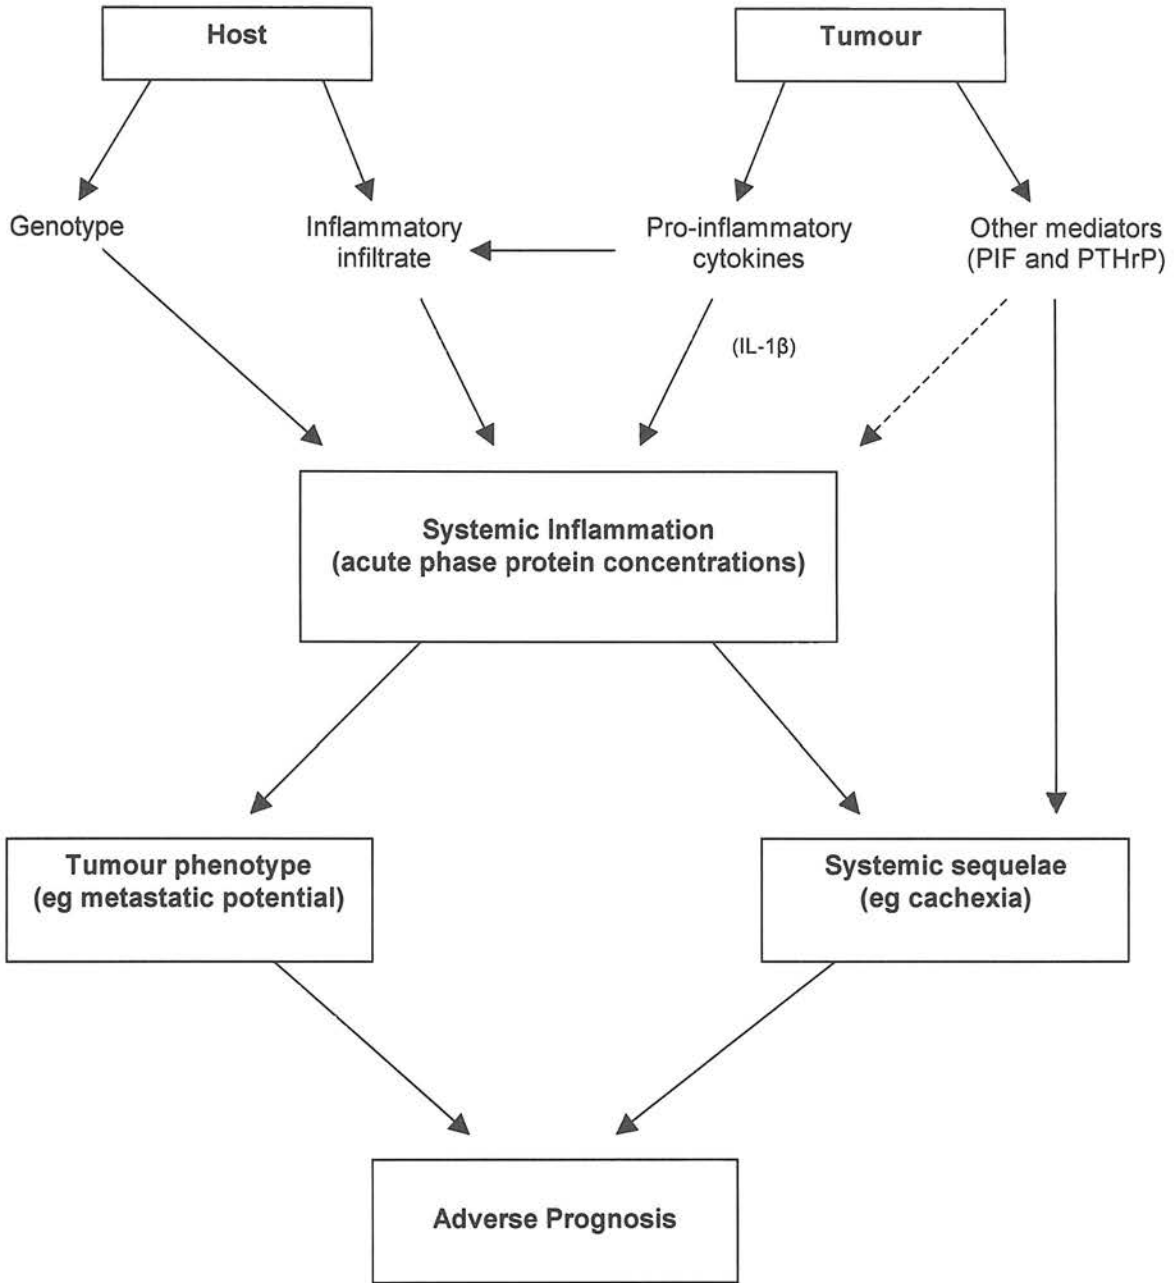 Host
Tumour
Genotype
Inflammatory
infiltrate
Pro-inflammatory
cytokines
Other mediators
(PIF and PTHrP)
(IL-1β)
Systemic Inflammation
(acute phase protein concentrations)
Tumour phenotype
(eg metastatic potential)
Systemic sequelae
(eg cachexia)
Adverse Prognosis